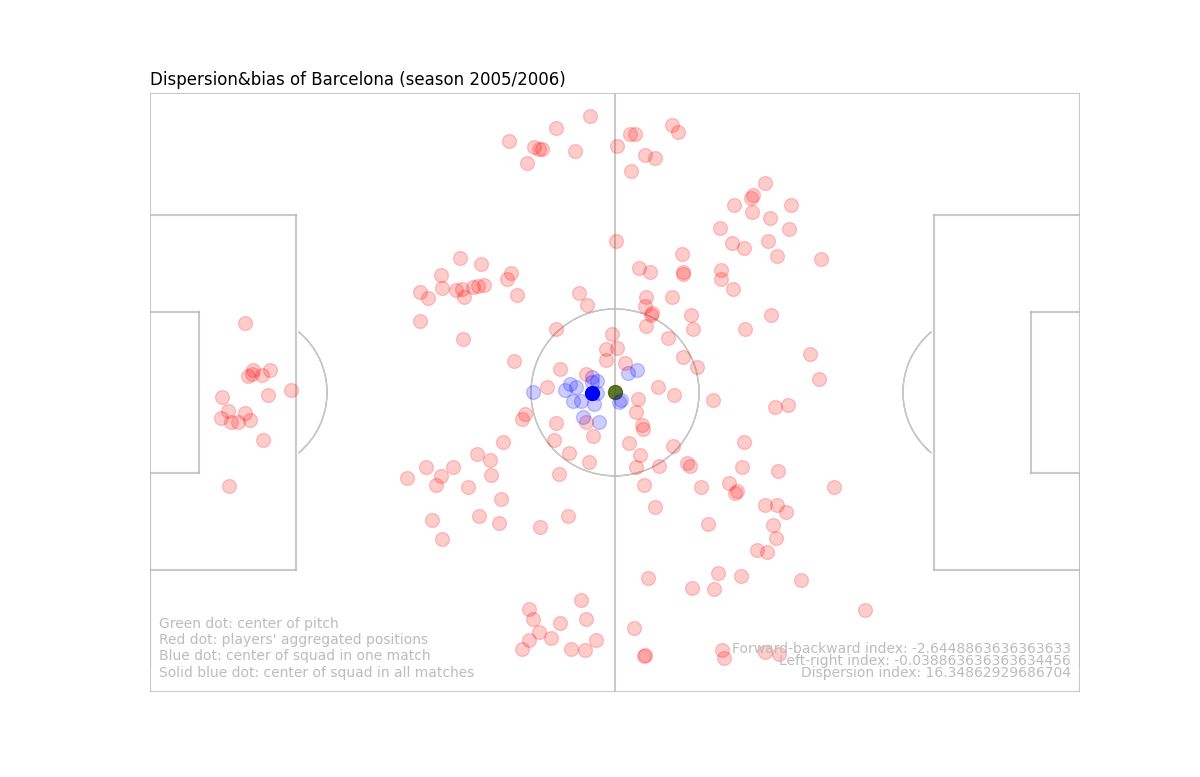 Dispersion&bias of Barcelona (season 2005/2006)
Green dot: center of pitch
Red dot: players' aggregated positions
Blue dot: center of squad in one match
Solid blue dot: center of squad in all matches
Forward-backward index: -2.6448863636363633
Left-right index: -0.038863636363634456
Dispersion index: 16.34862929686704